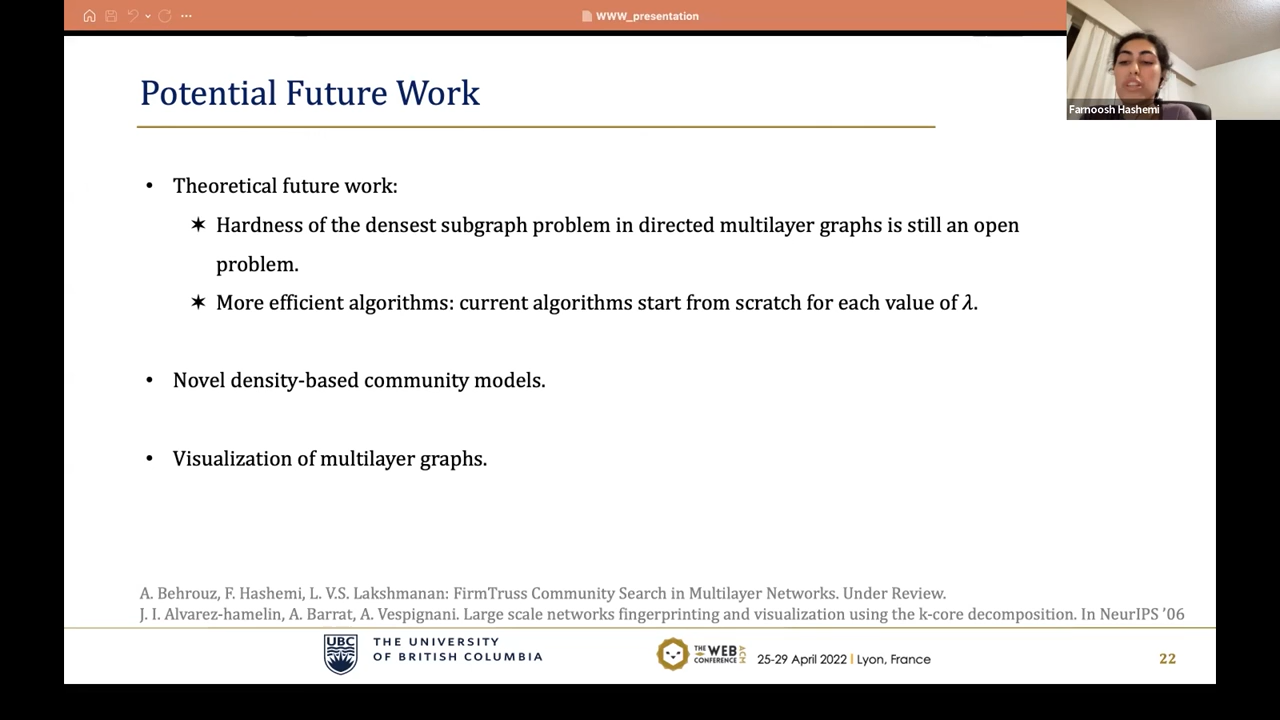 WWW_presentation
Farnoosh Hashemi
Potential Future Work
• Theoretical future work:
✶ Hardness of the densest subgraph problem in directed multilayer graphs is still an open
problem.
✶ More efficient algorithms: current algorithms start from scratch for each value of λ.
• Novel density-based community models.
• Visualization of multilayer graphs.
A. Behrouz, F. Hashemi, L. V.S. Lakshmanan: FirmTruss Community Search in Multilayer Networks. Under Review.
J. I. Alvarez-hamelin, A. Barrat, A. Vespignani. Large scale networks fingerprinting and visualization using the k-core decomposition. In NeurIPS ’06
UBC
THE UNIVERSITY
OF BRITISH COLUMBIA
THE WEB
CONFERENCE
ACM
25-29 April 2022 | Lyon, France
22